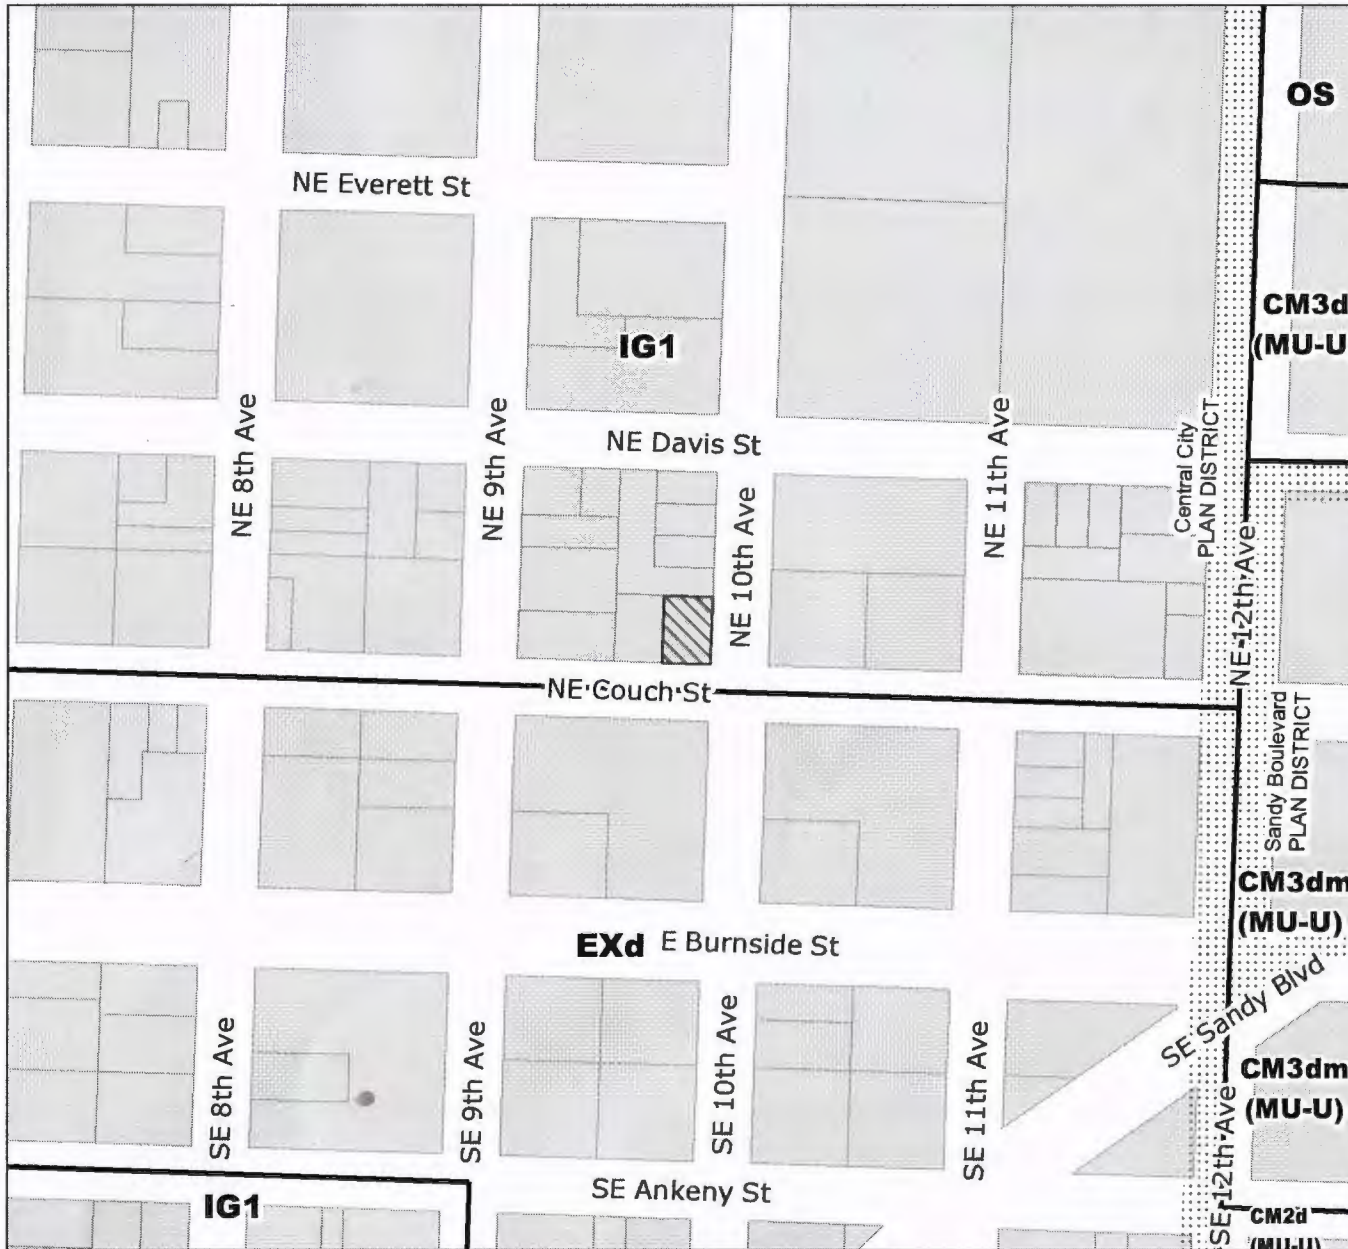 OS
NE Everett St
CM3d
(MU-U
IG1
NE 8th Ave
NE 9th Ave
NE Davis St
NE 11th Ave
Central City
PLAN DISTRICT
NE 10th Ave
NE 12th Ave
NE Couch St
Sandy Boulevard
PLAN DISTRICT
CM3dm
(MU-U)
EXd
E Burnside St
SE Sandy Blvd
SE 8th Ave
SE 9th Ave
SE 10th Ave
SE 11th Ave
CM3dm
(MU-U)
SE 12th Ave
SE Ankeny St
IG1
CM2d
(MU-U)